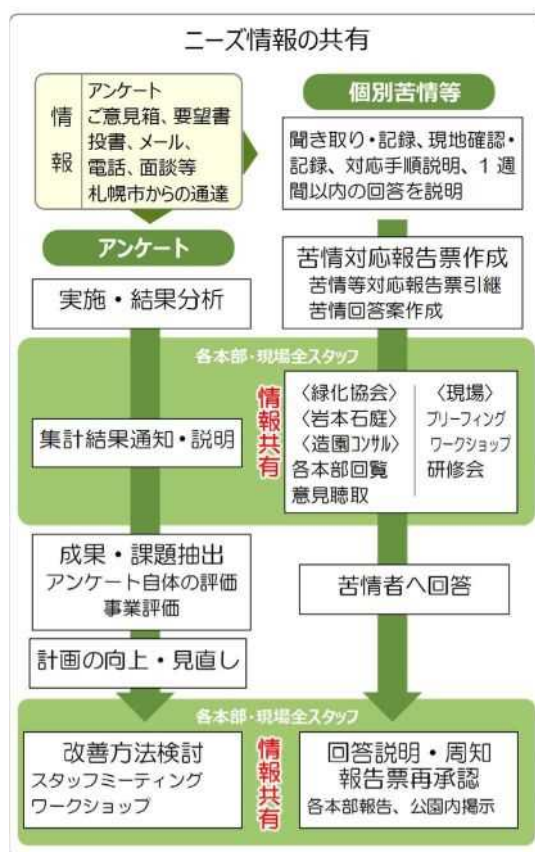 ニーズ情報の共有
情報
アンケート
ご意見箱、要望書
投書、メール、
電話、面談等
札幌市からの通達
個別苦情等
聞き取り・記録、現地確認・
記録、対応手順説明、1週
間以内の回答を説明
アンケート
実施・結果分析
苦情対応報告票作成
苦情等対応報告票引継
苦情回答案作成
各本部・現場全スタッフ
集計結果通知・説明
情報共有
〈緑化協会〉
〈岩本石庭〉
〈造園コンサル〉
各本部回覧
意見聴取
〈現場〉
ブリーフィング
ワークショップ
研修会
成果・課題抽出
アンケート自体の評価
事業評価
苦情者へ回答
計画の向上・見直し
各本部・現場全スタッフ
改善方法検討
スタッフミーティング
ワークショップ
情報共有
回答説明・周知
報告票再承認
各本部報告、公園内掲示